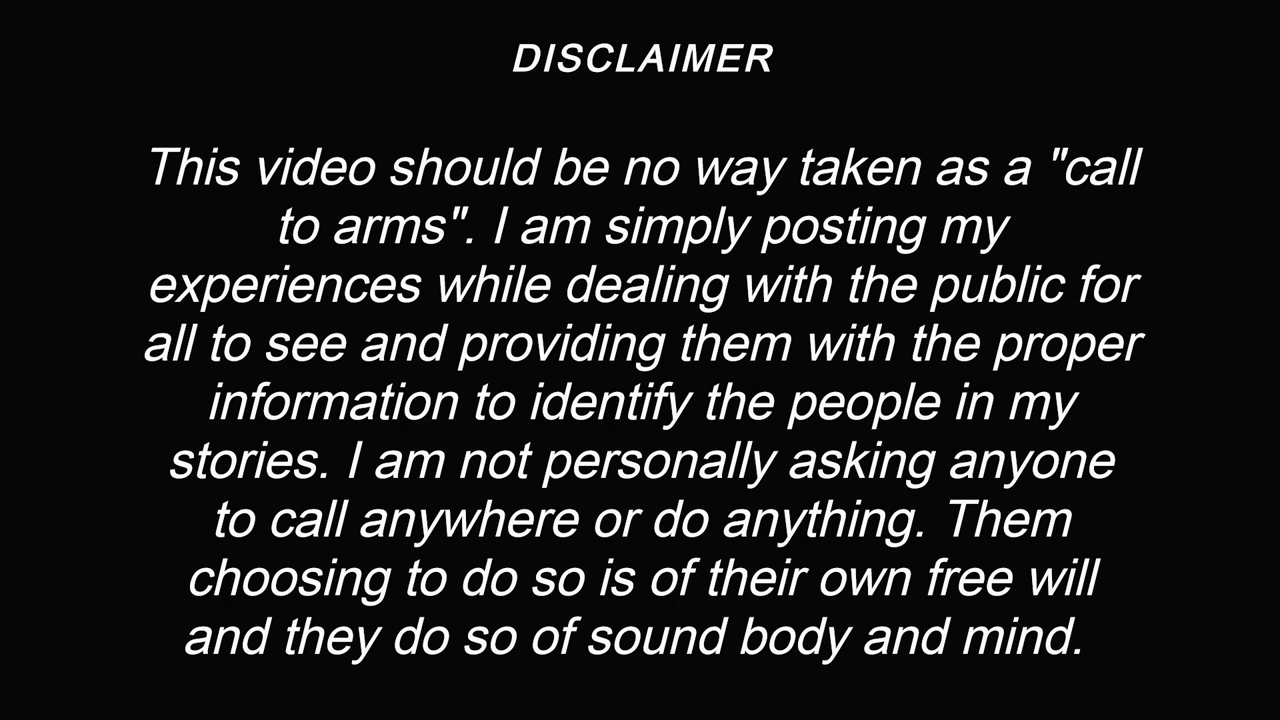 DISCLAIMER
This video should be no way taken as a "call
to arms". I am simply posting my
experiences while dealing with the public for
all to see and providing them with the proper
information to identify the people in my
stories. I am not personally asking anyone
to call anywhere or do anything. Them
choosing to do so is of their own free will
and they do so of sound body and mind.